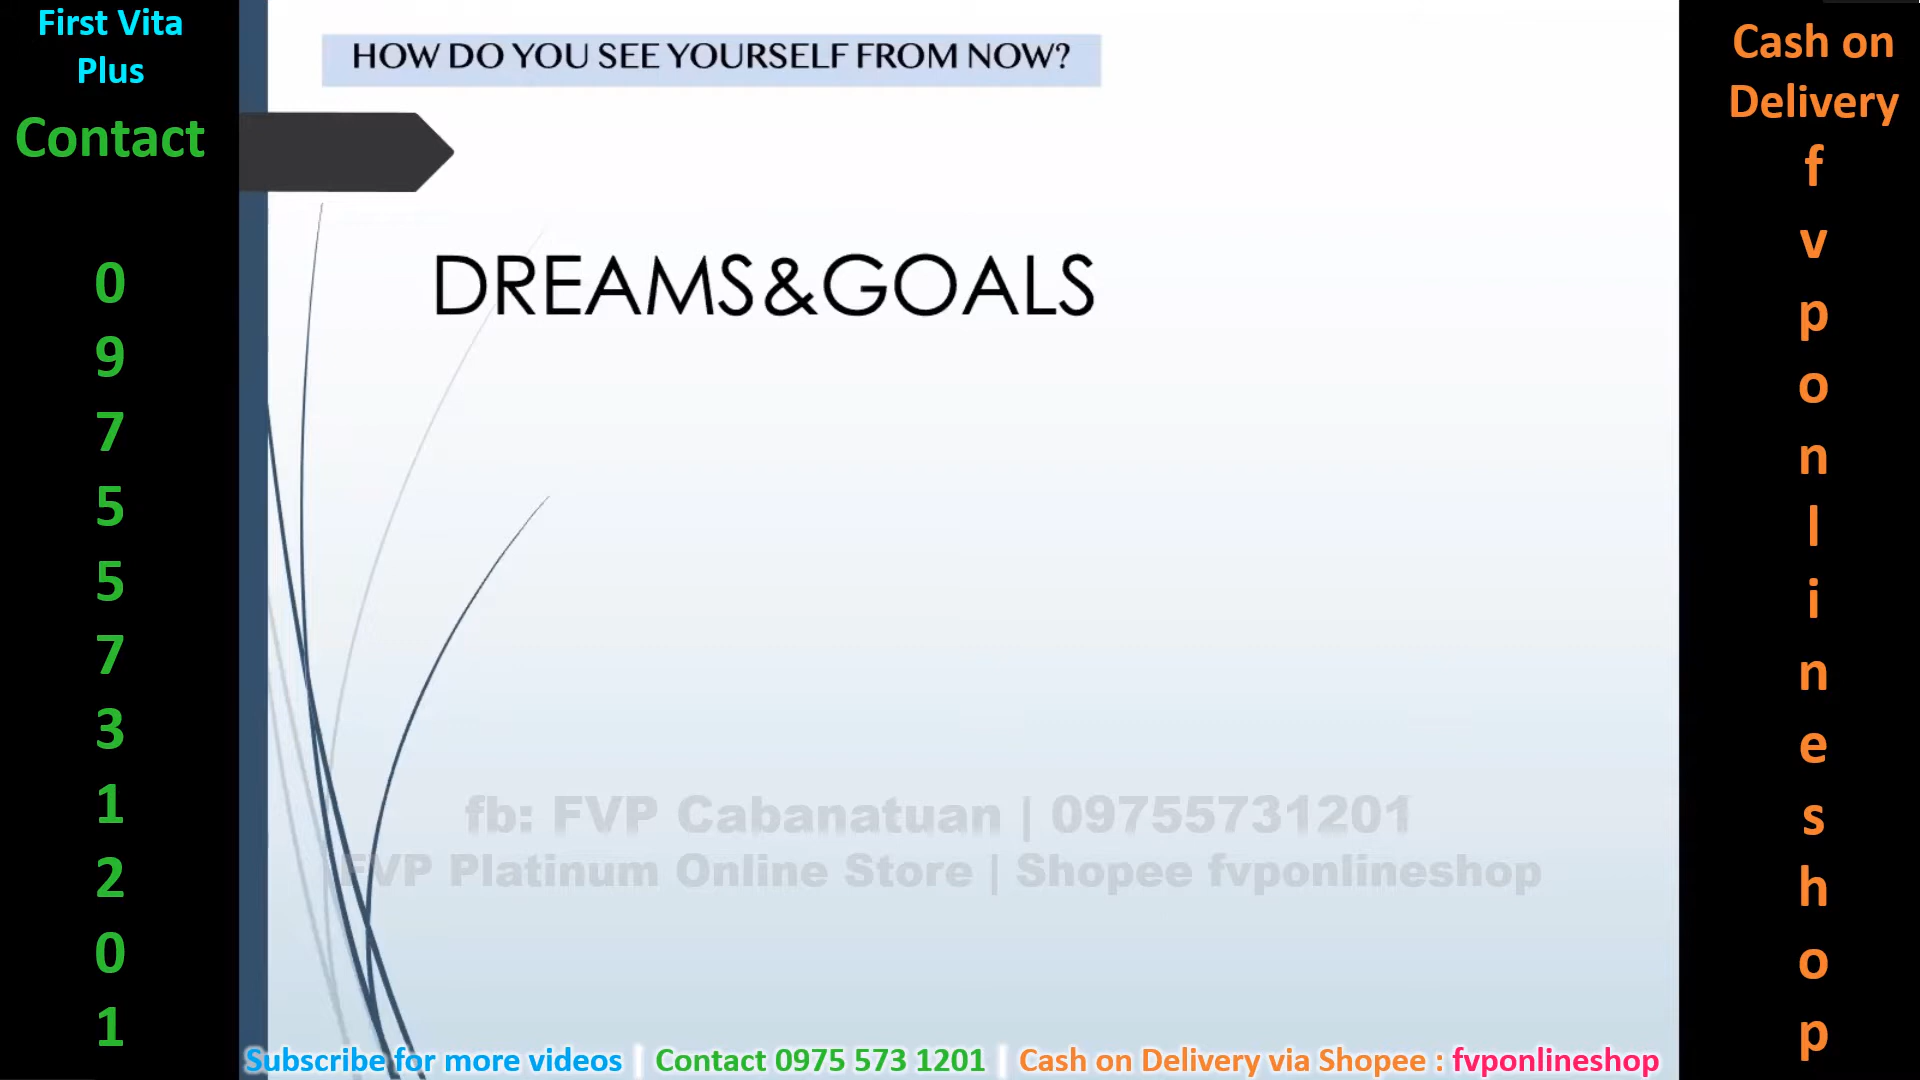 First Vita
Plus
Contact
0
9
7
5
5
7
3
1
2
0
1
HOW DO YOU SEE YOURSELF FROM NOW?
DREAMS&GOALS
fb: FVP Cabanatuan | 09755731201
FVP Platinum Online Store | Shopee fvponlineshop
Subscribe for more videos | Contact 0975 573 1201 | Cash on Delivery via Shopee : fvponlineshop
Cash on
Delivery
f
v
p
o
n
l
i
n
e
s
h
o
p